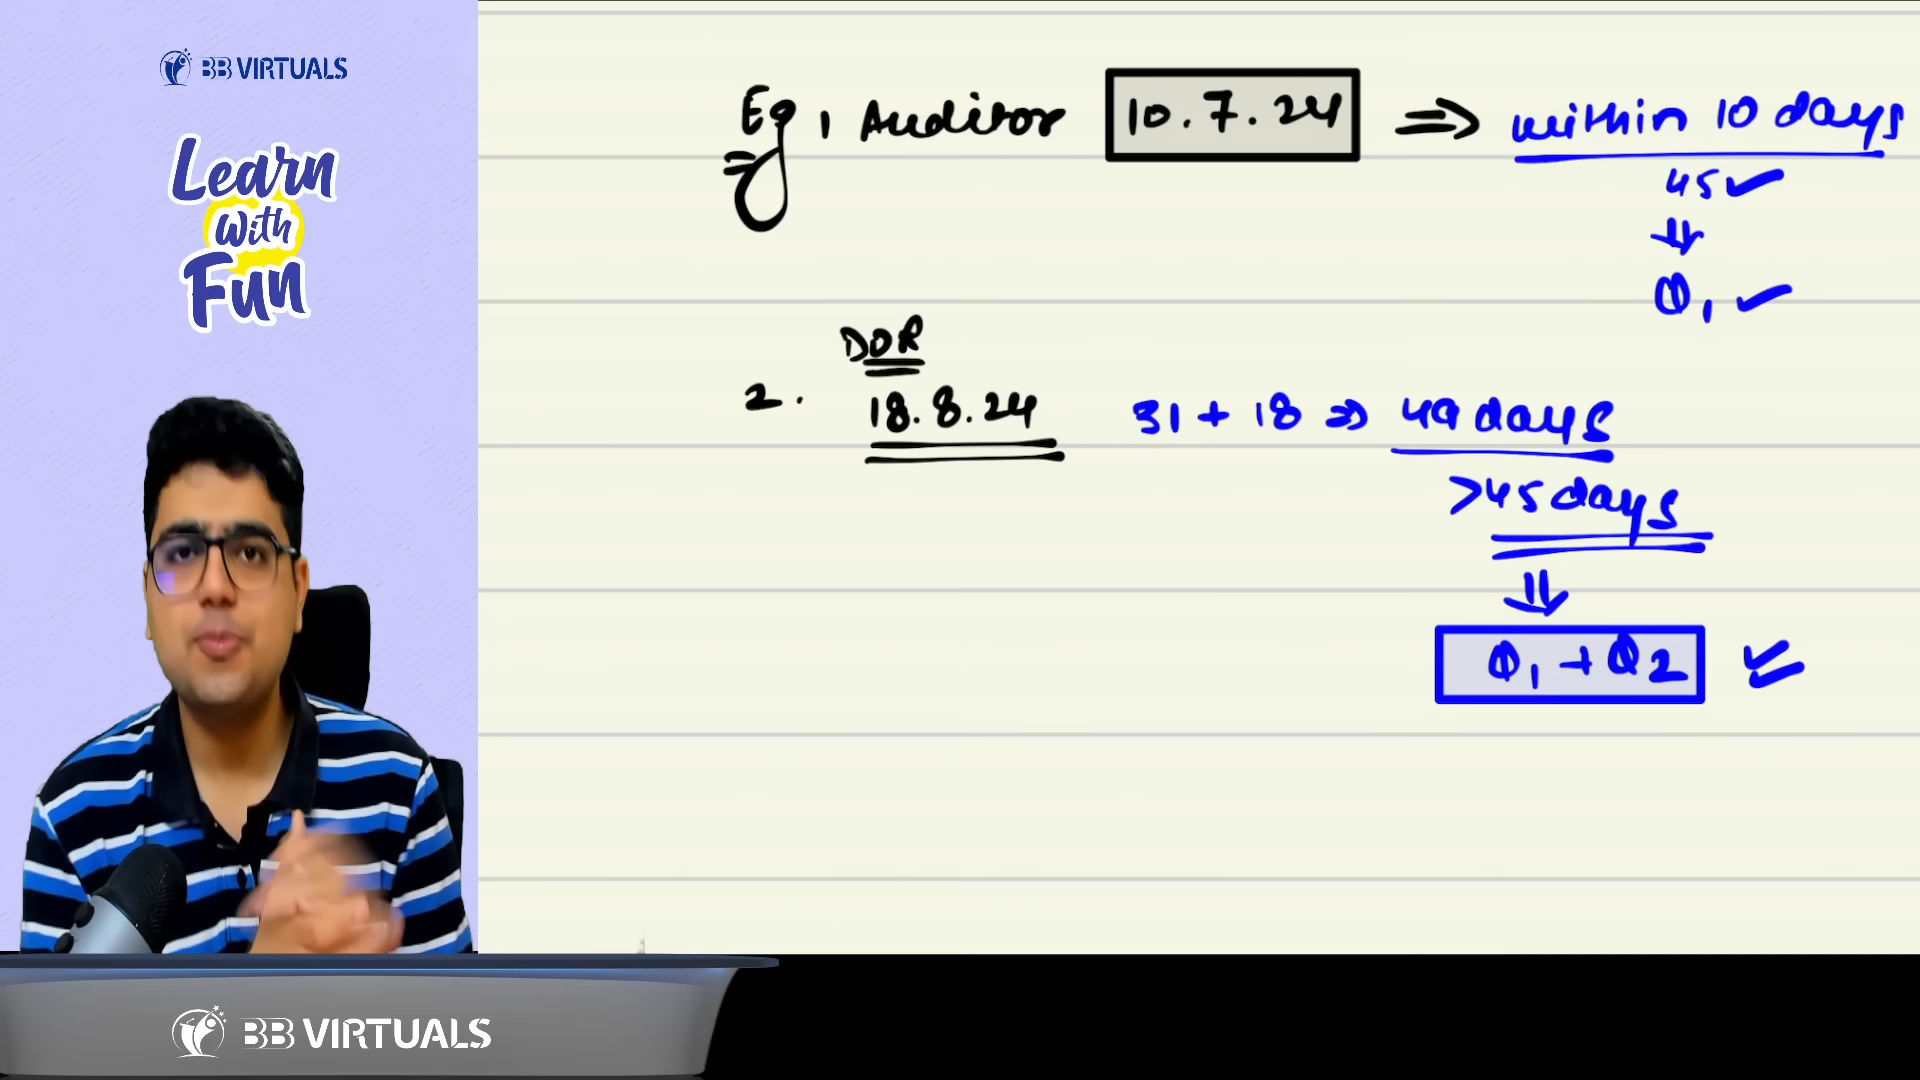 BB VIRTUALS
Learn
With
Fun
Eg 1 Auditor 10.7.24 ⇒ within 10 days
45 ✓
⇓
Q1 ✓
DOR
2. 18.8.24 31 + 18 ⇒ 49 days
>45 days
⇓
Q1 + Q2 ✓
BB VIRTUALS